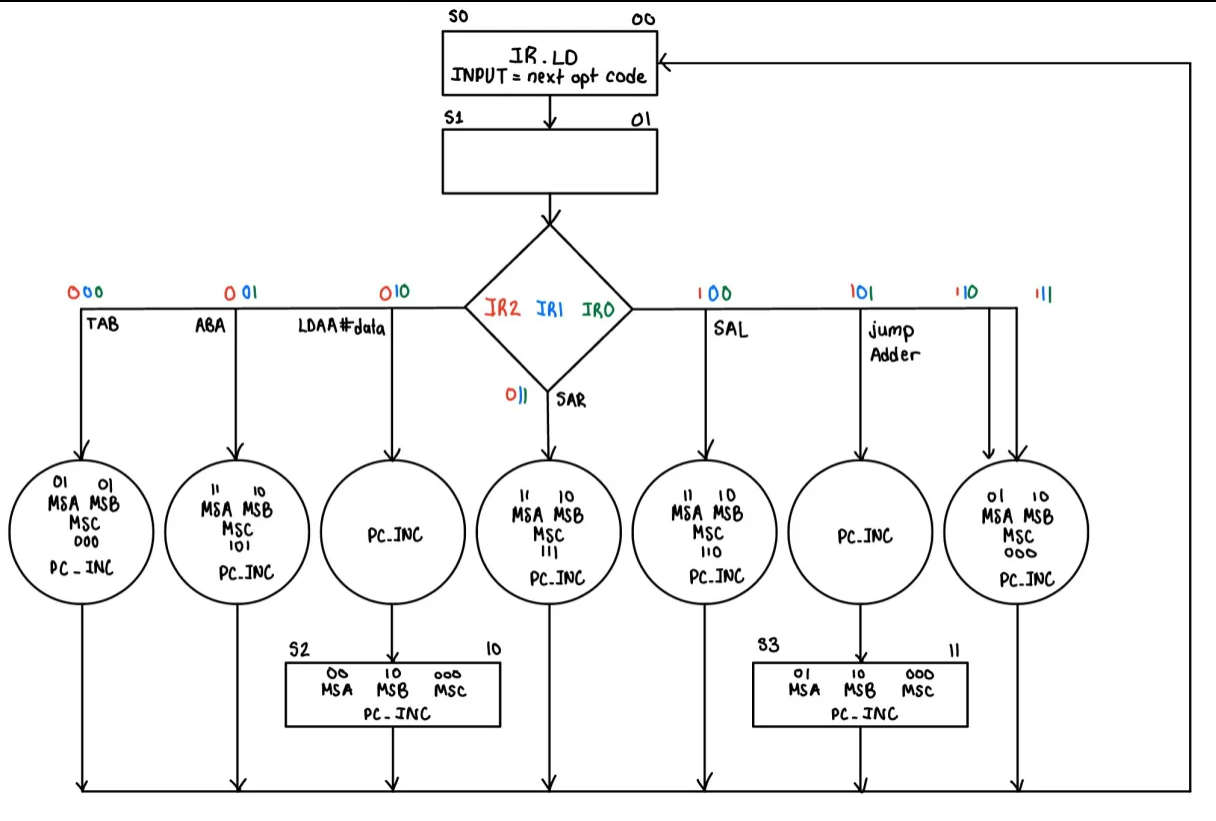 S0 00
IR.LD
INPUT = next opt code
S1 01
000 001 010 IR2 IR1 IR0 100 101 110 111
TAB ABA LDAA#data SAL jump
Adder
011 SAR
01 01
MSA MSB
MSC
000
PC_INC
11 10
MSA MSB
MSC
101
PC_INC
PC_INC
11 10
MSA MSB
MSC
111
PC_INC
11 10
MSA MSB
MSC
110
PC_INC
PC_INC
01 10
MSA MSB
MSC
000
PC_INC
S2 10
00 10 000
MSA MSB MSC
PC_INC
S3 11
01 10 000
MSA MSB MSC
PC_INC